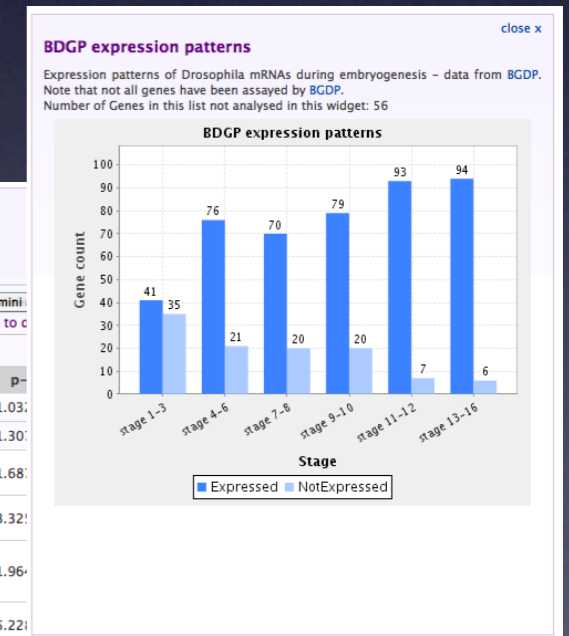 close x
BDGP expression patterns
Expression patterns of Drosophila mRNAs during embryogenesis - data from BGDP.
Note that not all genes have been assayed by BGDP.
Number of Genes in this list not analysed in this widget: 56
BDGP expression patterns
Gene count
100
90
80
70
60
50
40
30
20
10
0
41
35
76
21
70
20
79
20
93
7
94
6
stage 1-3
stage 4-6
stage 7-8
stage 9-10
stage 11-12
stage 13-16
Stage
Expressed
NotExpressed
mini
to
p-